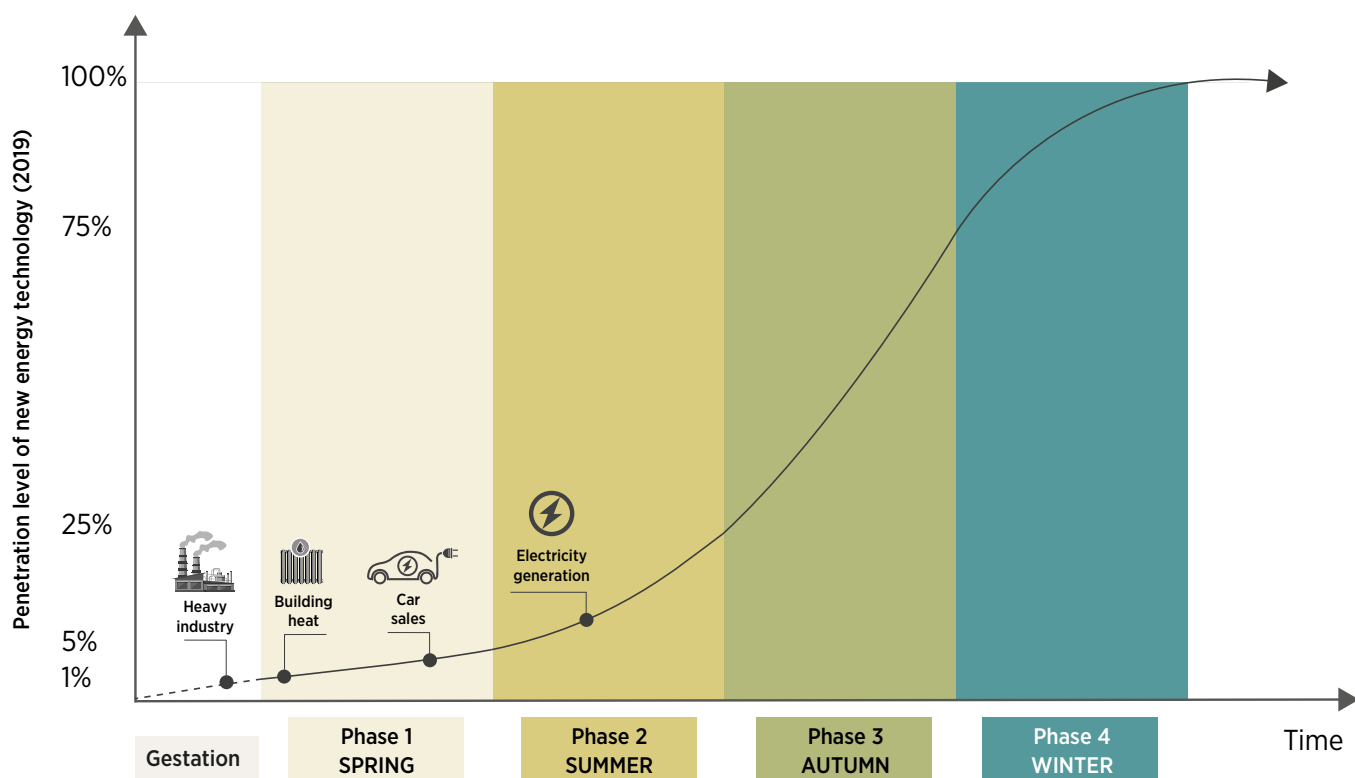 Penetration level of new energy technology (2019)
100%
75%
25%
5%
1%
Heavy
industry
Building
heat
Car
sales
Electricity
generation
Gestation
Phase 1
SPRING
Phase 2
SUMMER
Phase 3
AUTUMN
Phase 4
WINTER
Time